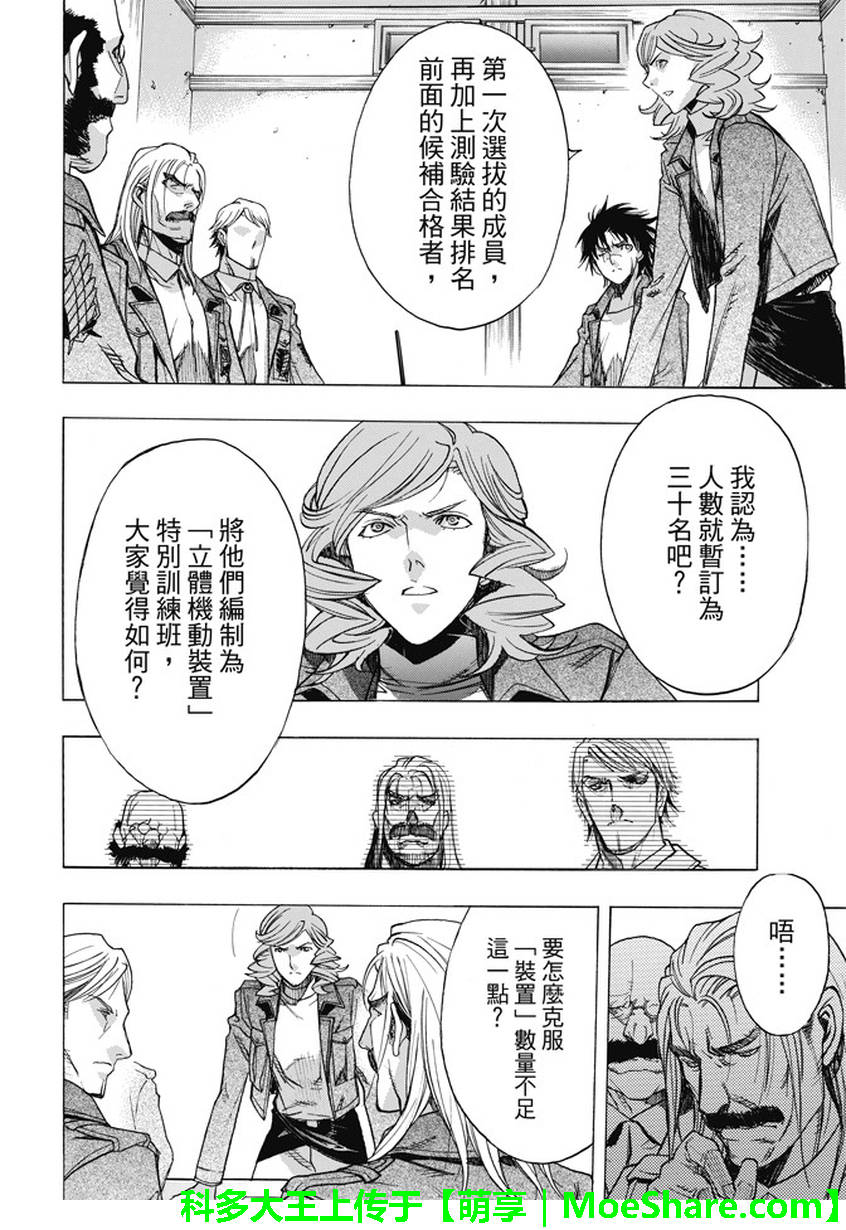 第一次選拔的成員，
再加上測驗結果排名
前面的候補合格者，
我認為……
人數就暫訂為
三十名吧？
將他們編制為
「立體機動裝置」
特別訓練班，
大家覺得如何？
唔……
要怎麼克服
「裝置」數量不足
這一點？
科多大王上传于【萌享｜MoeShare.com】